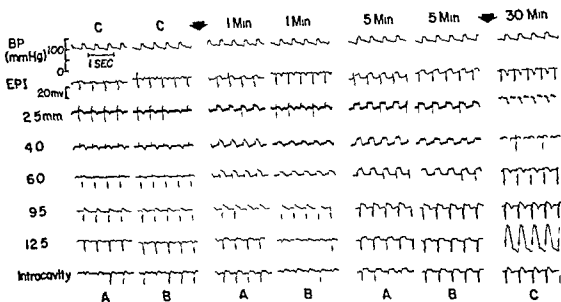 C C 1 Min 1 Min 5 Min 5 Min 30 Min
BP
(mmHg)
100
0
1 SEC
EPI
20mv
2.5mm
4.0
6.0
9.5
12.5
Intracavity
A B A B A B C